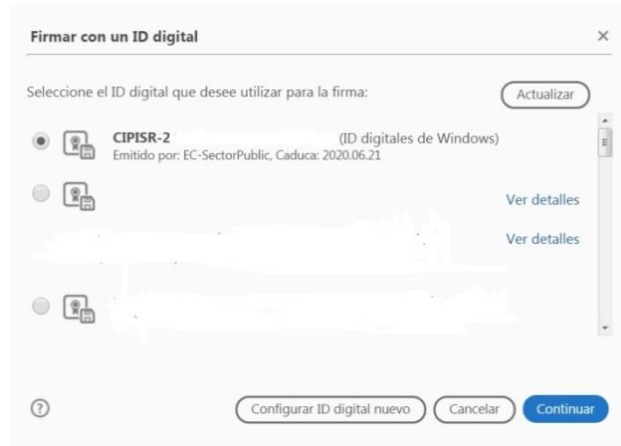 Firmar con un ID digital
Seleccione el ID digital que desee utilizar para la firma:
Actualizar
CIPISR-2 (ID digitales de Windows)
Emitido por: EC-SectorPublic, Caduca: 2020.06.21
Ver detalles
Ver detalles
Configurar ID digital nuevo
Cancelar
Continuar